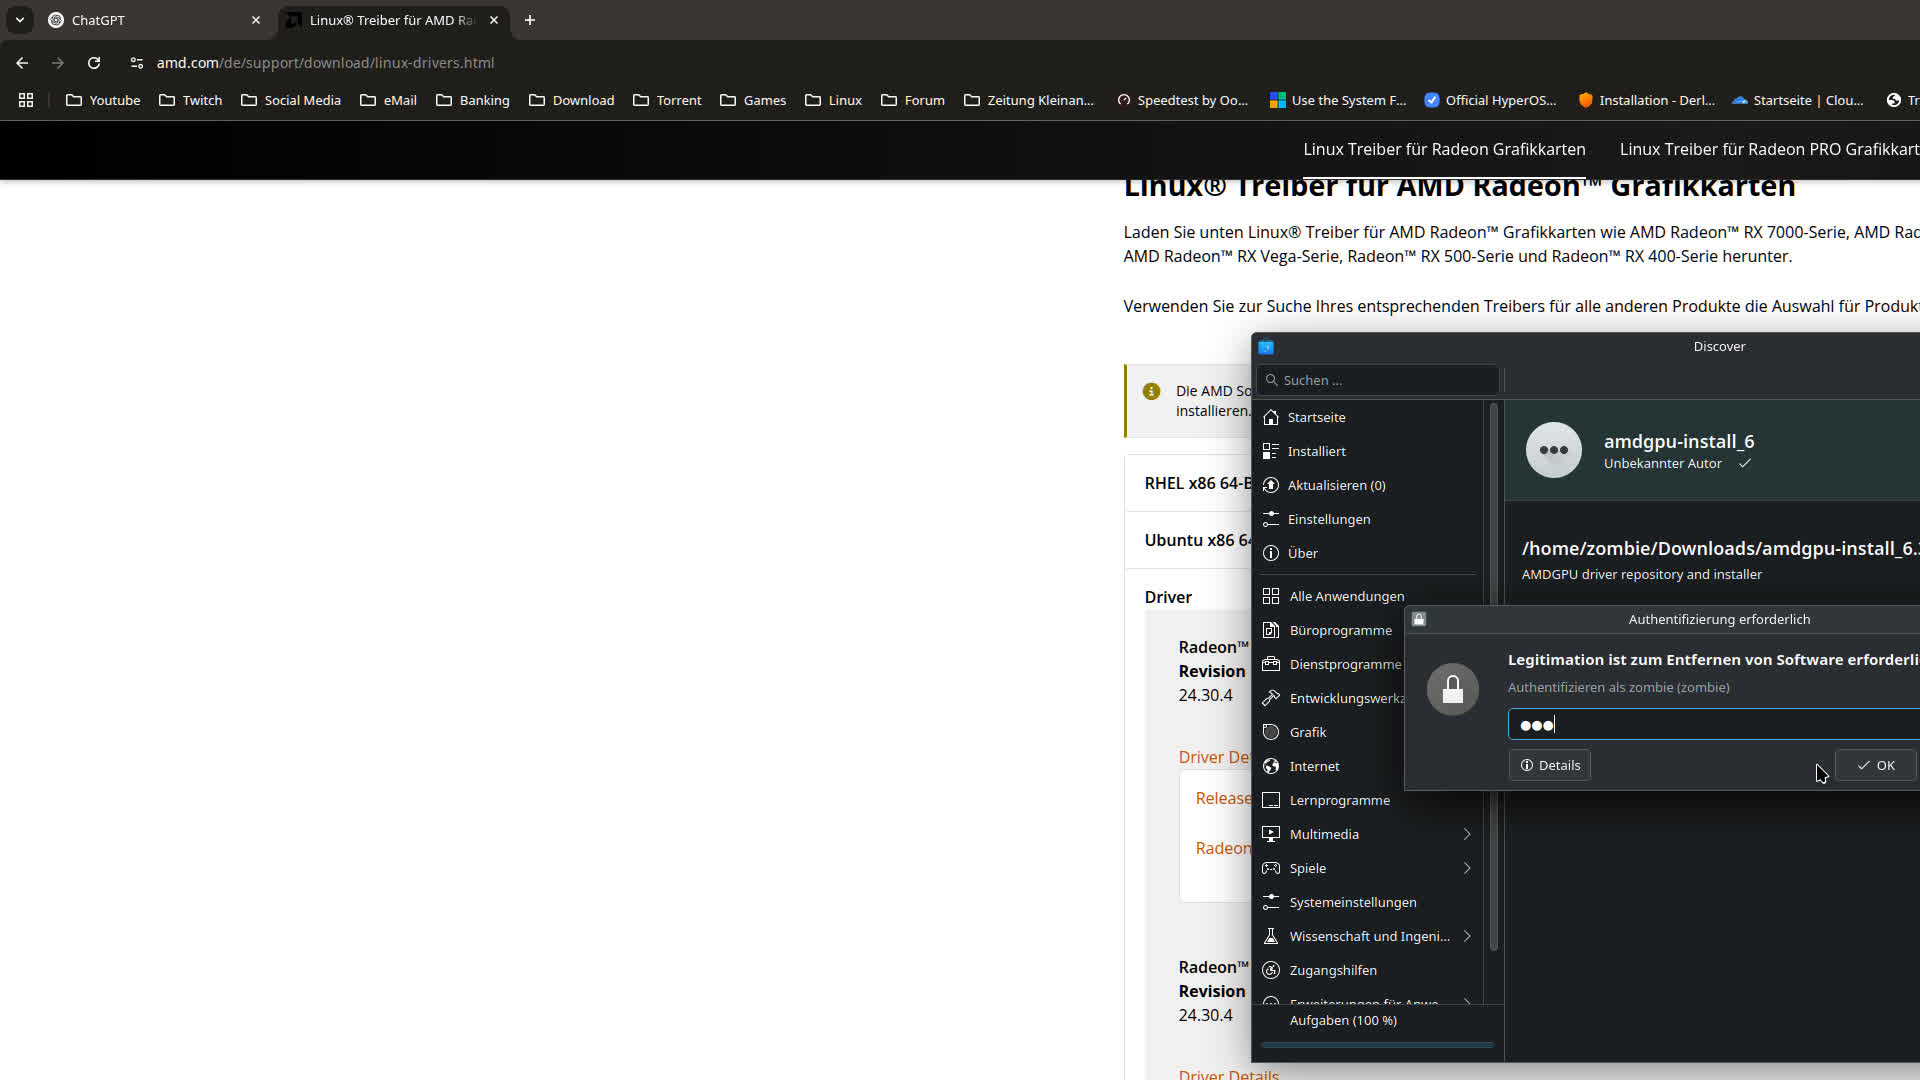 ChatGPT
Linux® Treiber für AMD Ra
amd.com/de/support/download/linux-drivers.html
Youtube
Twitch
Social Media
eMail
Banking
Download
Torrent
Games
Linux
Forum
Zeitung Kleinan...
Speedtest by Oo...
Use the System F...
Official HyperOS...
Installation - Derl...
Startseite | Clou...
Tr
Linux Treiber für Radeon Grafikkarten
Linux Treiber für Radeon PRO Grafikkart
Linux® Treiber für AMD Radeon™ Grafikkarten
Laden Sie unten Linux® Treiber für AMD Radeon™ Grafikkarten wie AMD Radeon™ RX 7000-Serie, AMD Rad
AMD Radeon™ RX Vega-Serie, Radeon™ RX 500-Serie und Radeon™ RX 400-Serie herunter.
Verwenden Sie zur Suche Ihres entsprechenden Treibers für alle anderen Produkte die Auswahl für Produkt
Die AMD So
installieren.
RHEL x86 64-B
Ubuntu x86 64
Driver
Radeon™
Revision
24.30.4
Driver De
Release
Radeon
Radeon™
Revision
24.30.4
Driver Details
Discover
Suchen ...
Startseite
Installiert
Aktualisieren (0)
Einstellungen
Über
Alle Anwendungen
Büroprogramme
Dienstprogramme
Entwicklungswerkz
Grafik
Internet
Lernprogramme
Multimedia
Spiele
Systemeinstellungen
Wissenschaft und Ingeni...
Zugangshilfen
Erweiterungen für Anwe...
Aufgaben (100 %)
amdgpu-install_6
Unbekannter Autor
/home/zombie/Downloads/amdgpu-install_6.
AMDGPU driver repository and installer
Authentifizierung erforderlich
Legitimation ist zum Entfernen von Software erforderli
Authentifizieren als zombie (zombie)
Details
OK